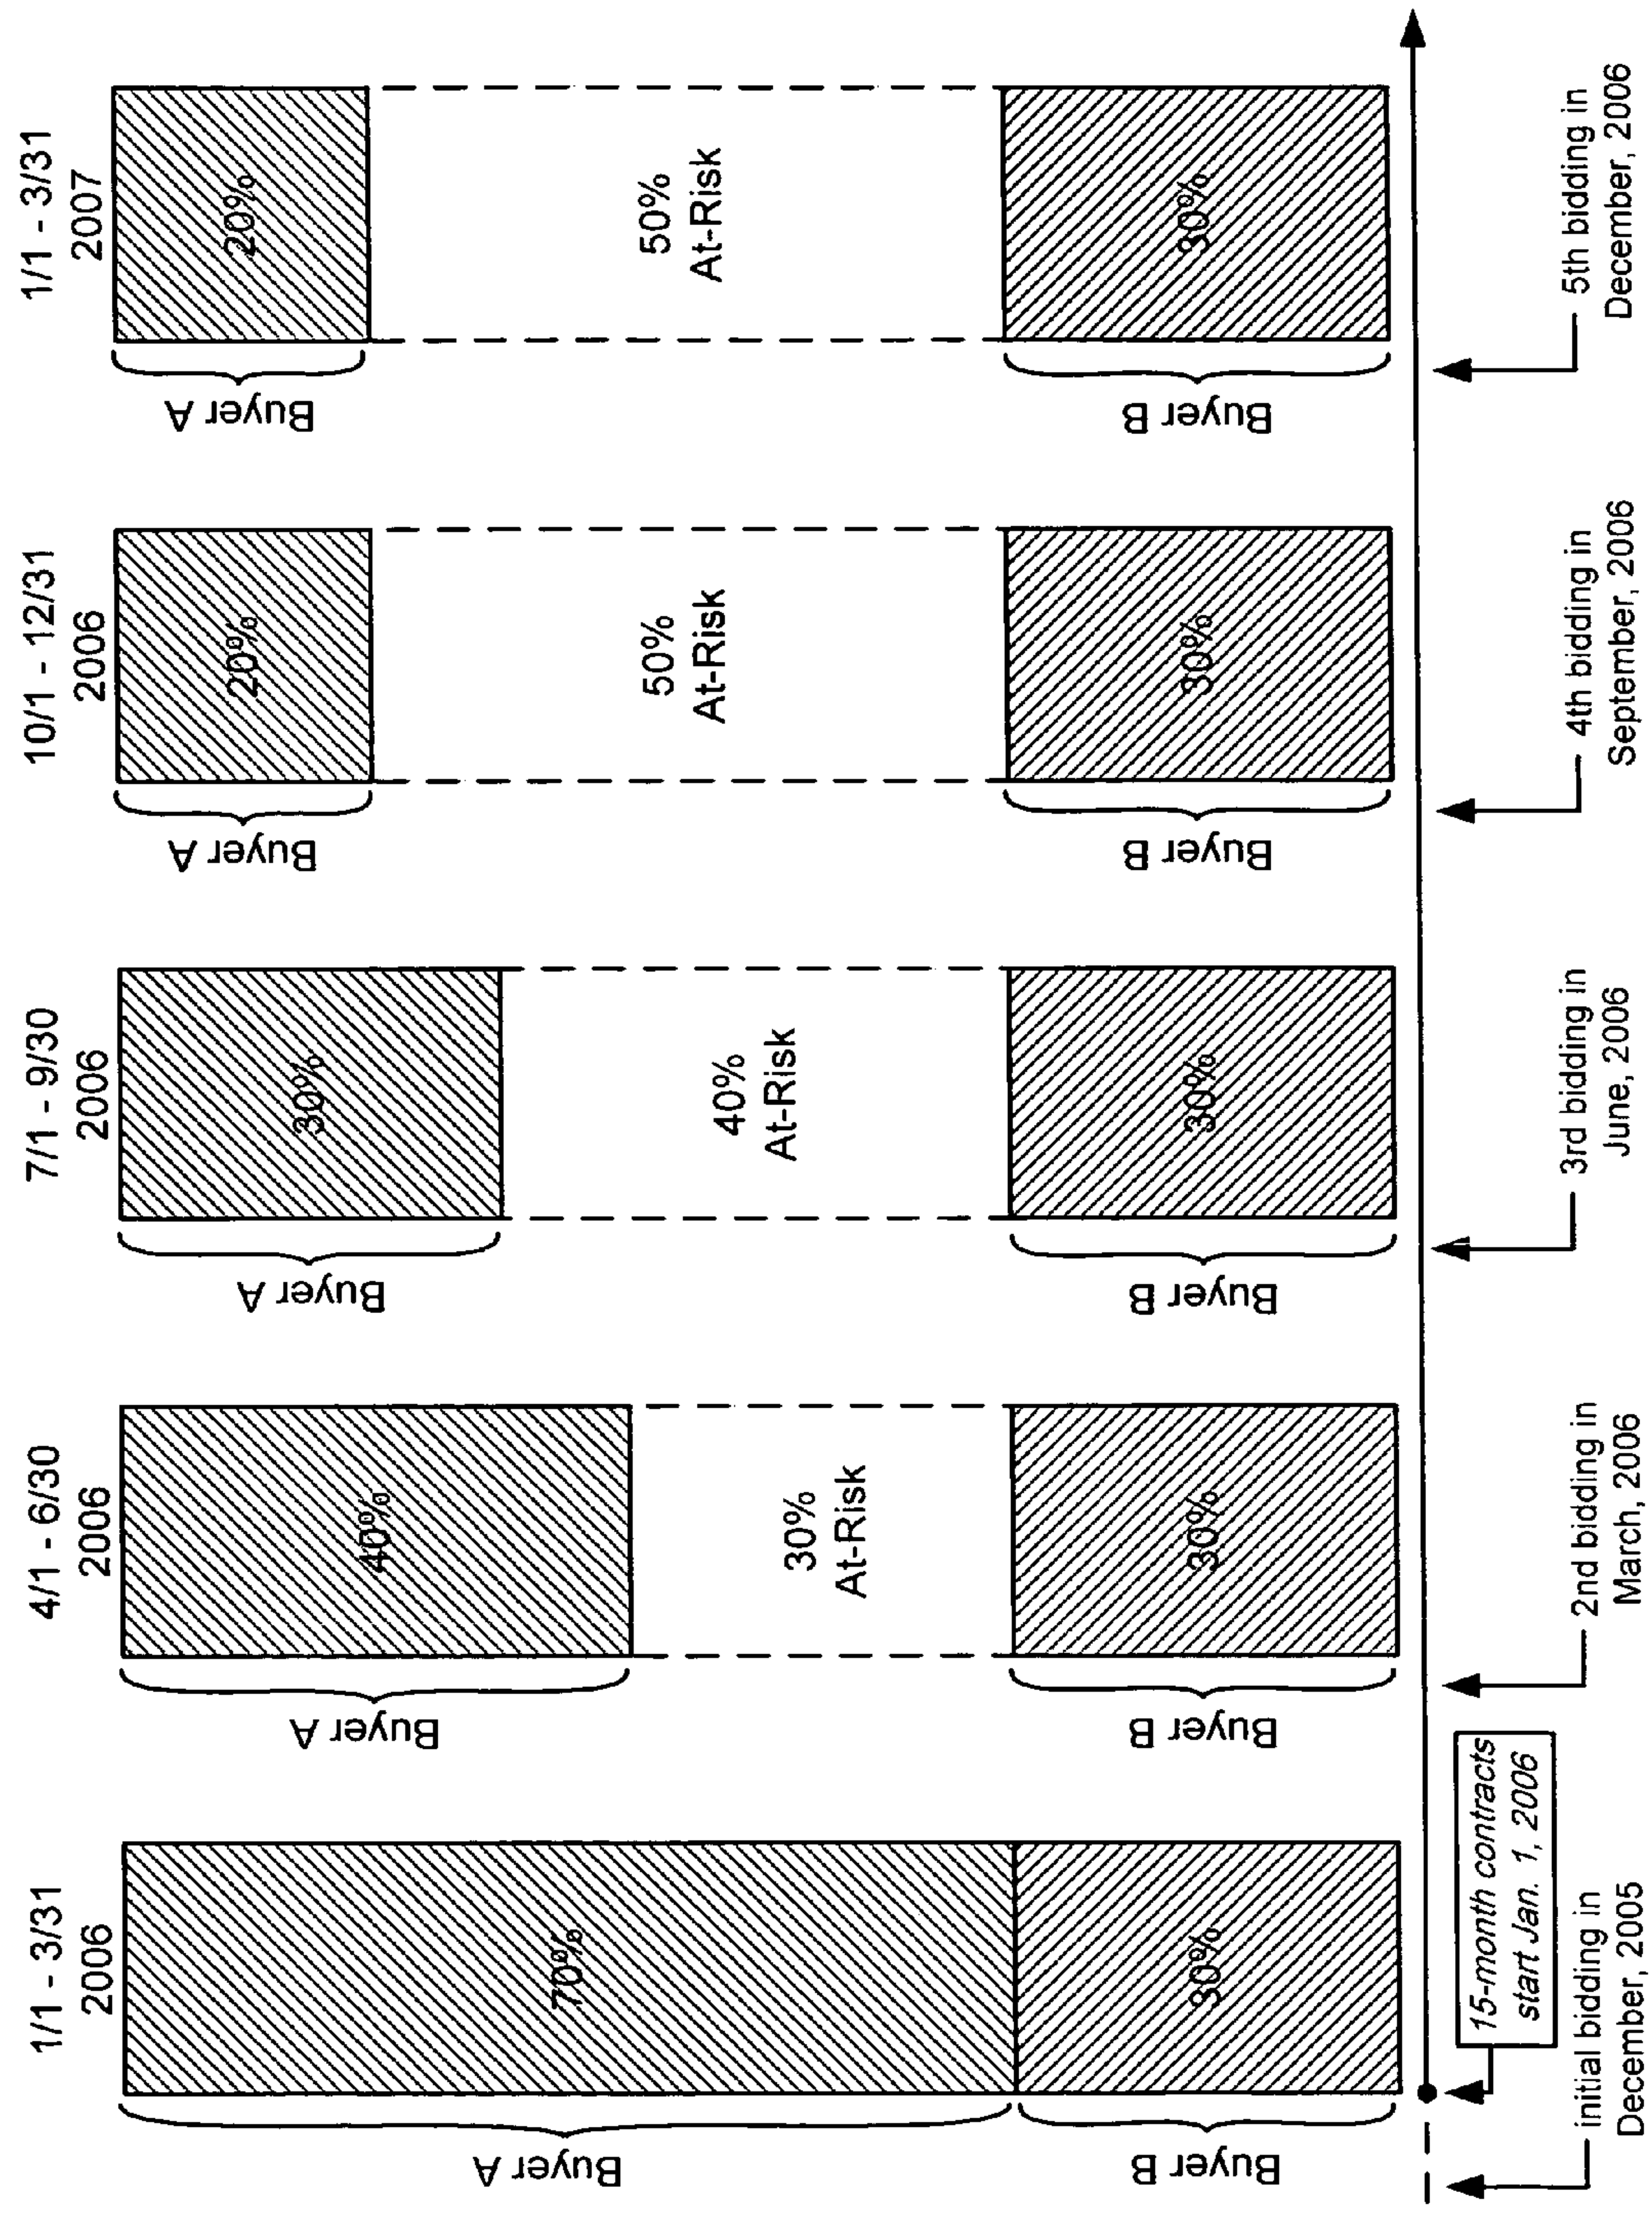 1/1 - 3/31
2006
Buyer A
70%
Buyer B
30%
4/1 - 6/30
2006
Buyer A
40%
30%
At-Risk
Buyer B
30%
7/1 - 9/30
2006
Buyer A
30%
40%
At-Risk
Buyer B
30%
10/1 - 12/31
2006
Buyer A
20%
50%
At-Risk
Buyer B
30%
1/1 - 3/31
2007
Buyer A
20%
50%
At-Risk
Buyer B
30%
15-month contracts
start Jan. 1, 2006
initial bidding in
December, 2005
2nd bidding in
March, 2006
3rd bidding in
June, 2006
4th bidding in
September, 2006
5th bidding in
December, 2006